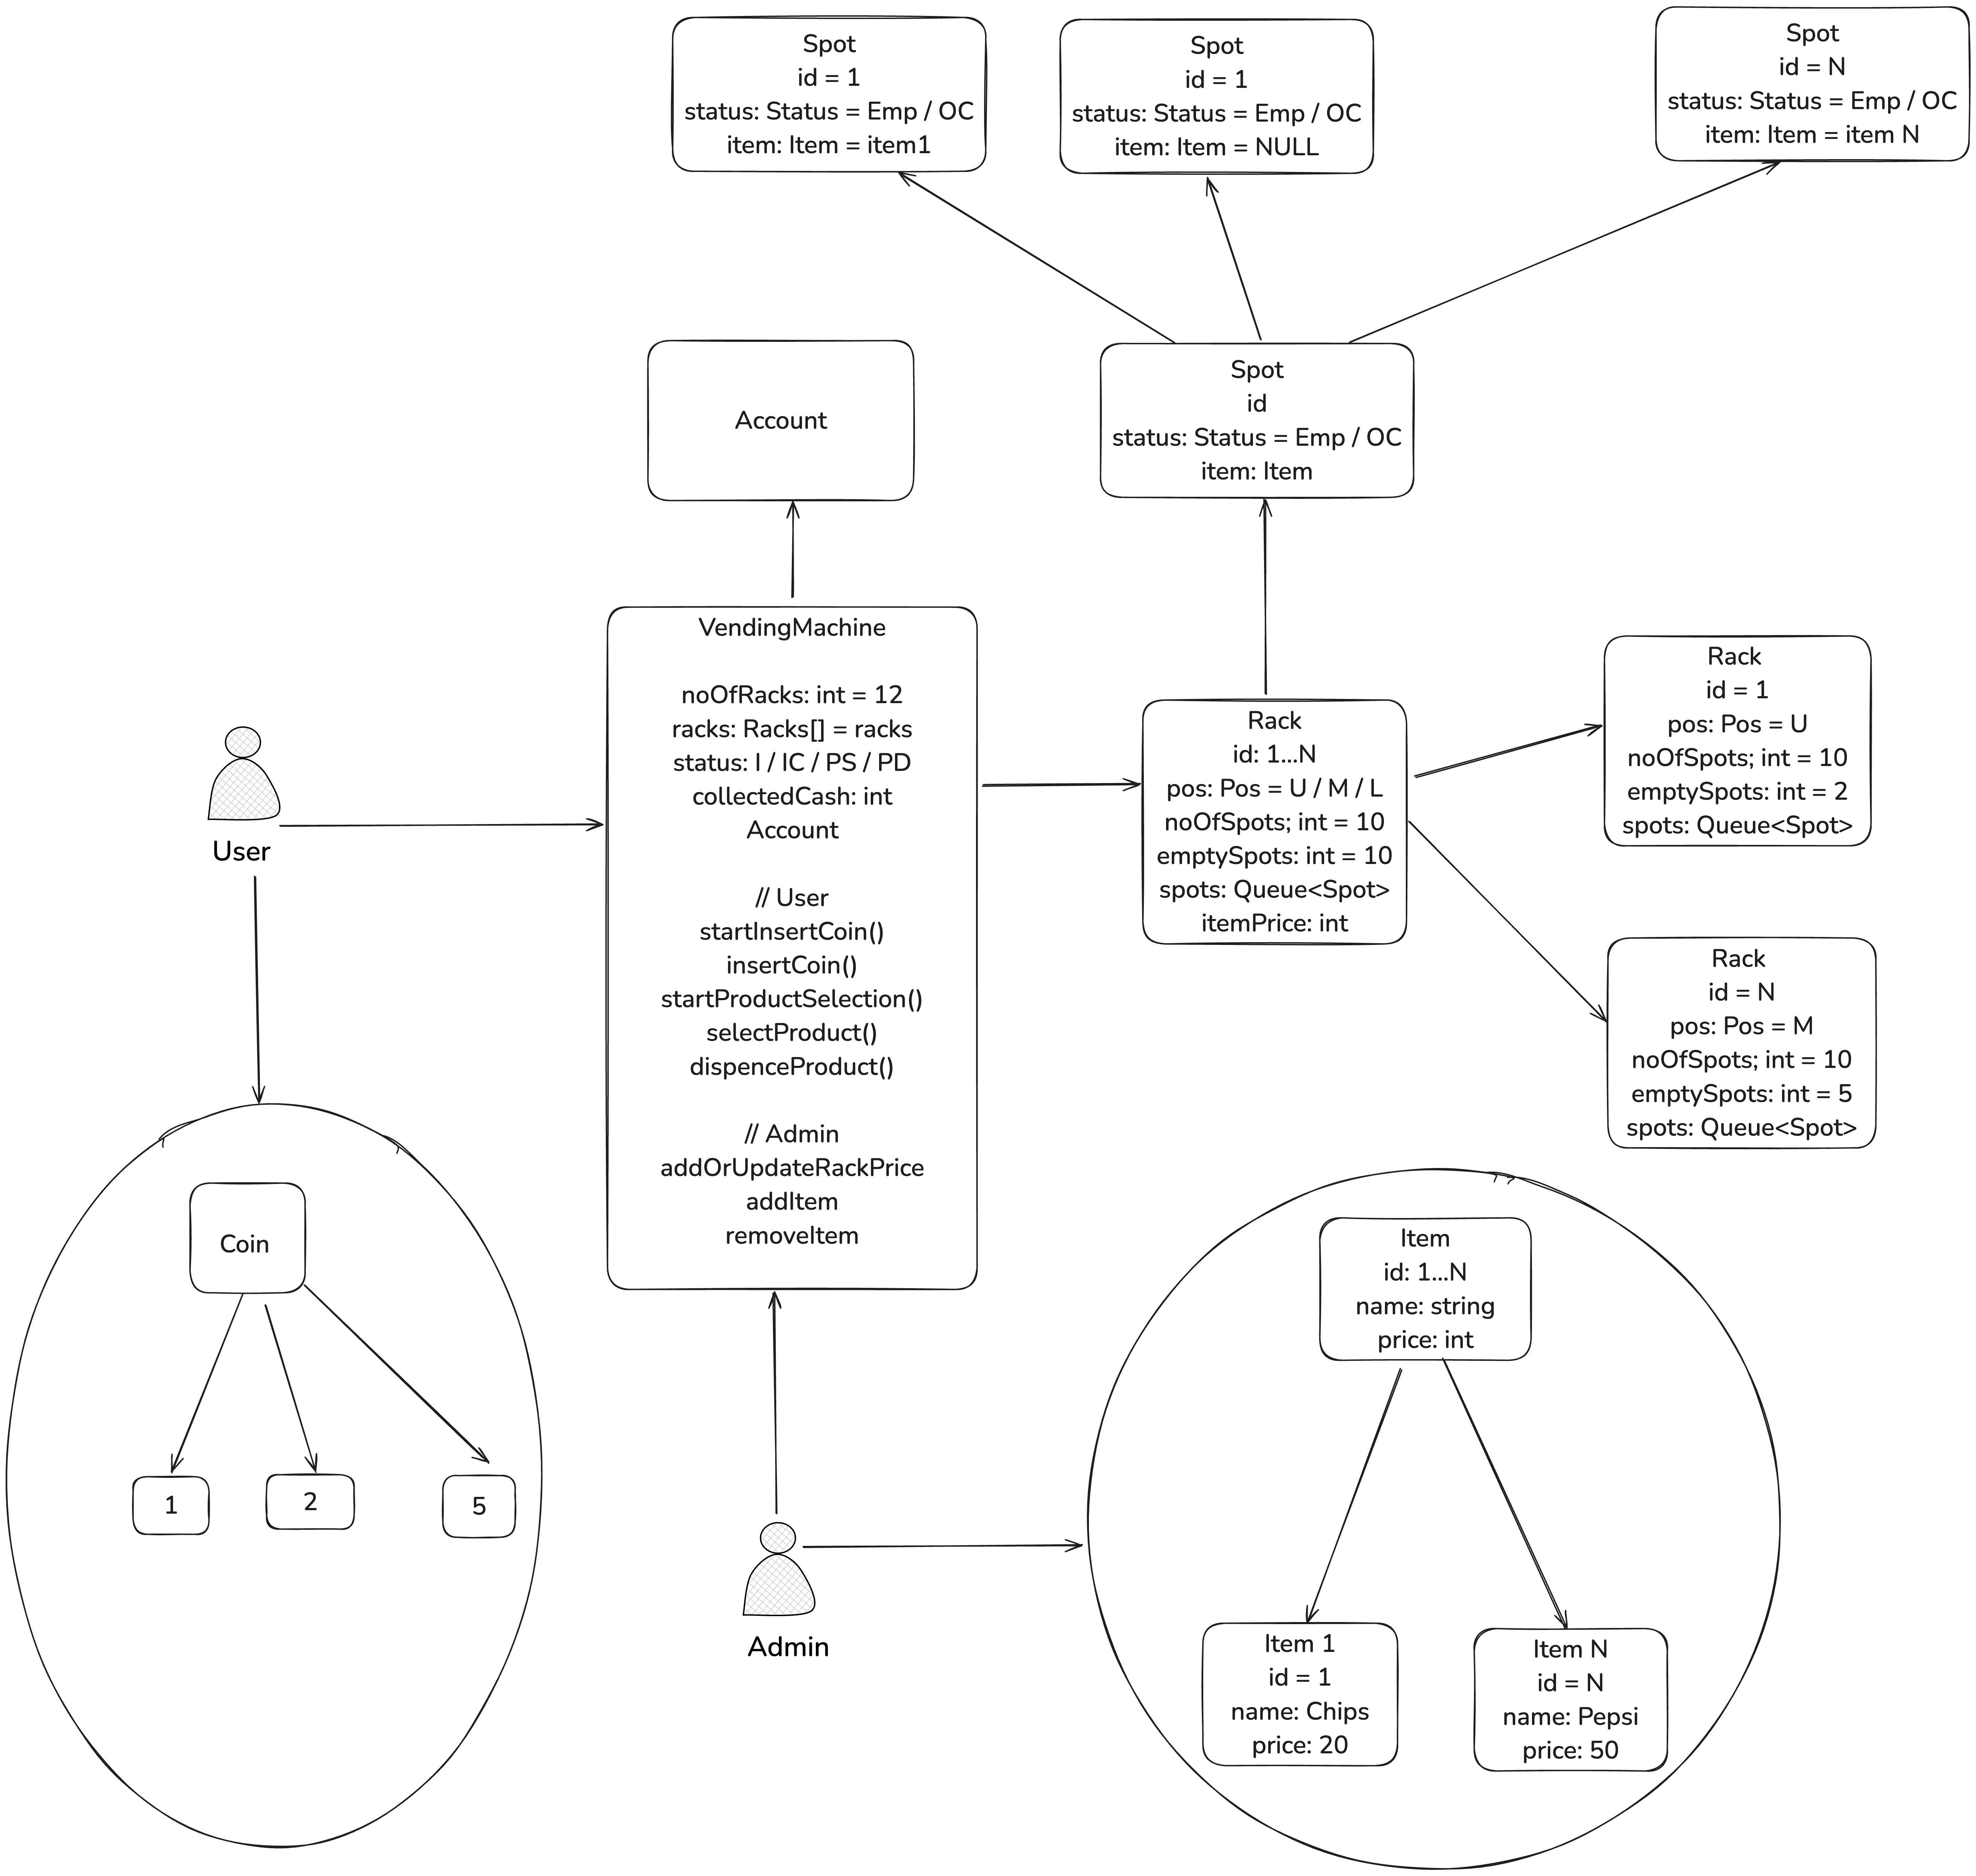 Spot
id = 1
status: Status = Emp / OC
item: Item = item1
Spot
id = 1
status: Status = Emp / OC
item: Item = NULL
Spot
id = N
status: Status = Emp / OC
item: Item = item N
Account
Spot
id
status: Status = Emp / OC
item: Item
VendingMachine
noOfRacks: int = 12
racks: Racks[] = racks
status: I / IC / PS / PD
collectedCash: int
Account
// User
startInsertCoin()
insertCoin()
startProductSelection()
selectProduct()
dispenceProduct()
// Admin
addOrUpdateRackPrice
addItem
removeItem
Rack
id: 1...N
pos: Pos = U / M / L
noOfSpots; int = 10
emptySpots: int = 10
spots: Queue<Spot>
itemPrice: int
Rack
id = 1
pos: Pos = U
noOfSpots; int = 10
emptySpots: int = 2
spots: Queue<Spot>
Rack
id = N
pos: Pos = M
noOfSpots; int = 10
emptySpots: int = 5
spots: Queue<Spot>
User
Coin
1
2
5
Admin
Item
id: 1...N
name: string
price: int
Item 1
id = 1
name: Chips
price: 20
Item N
id = N
name: Pepsi
price: 50